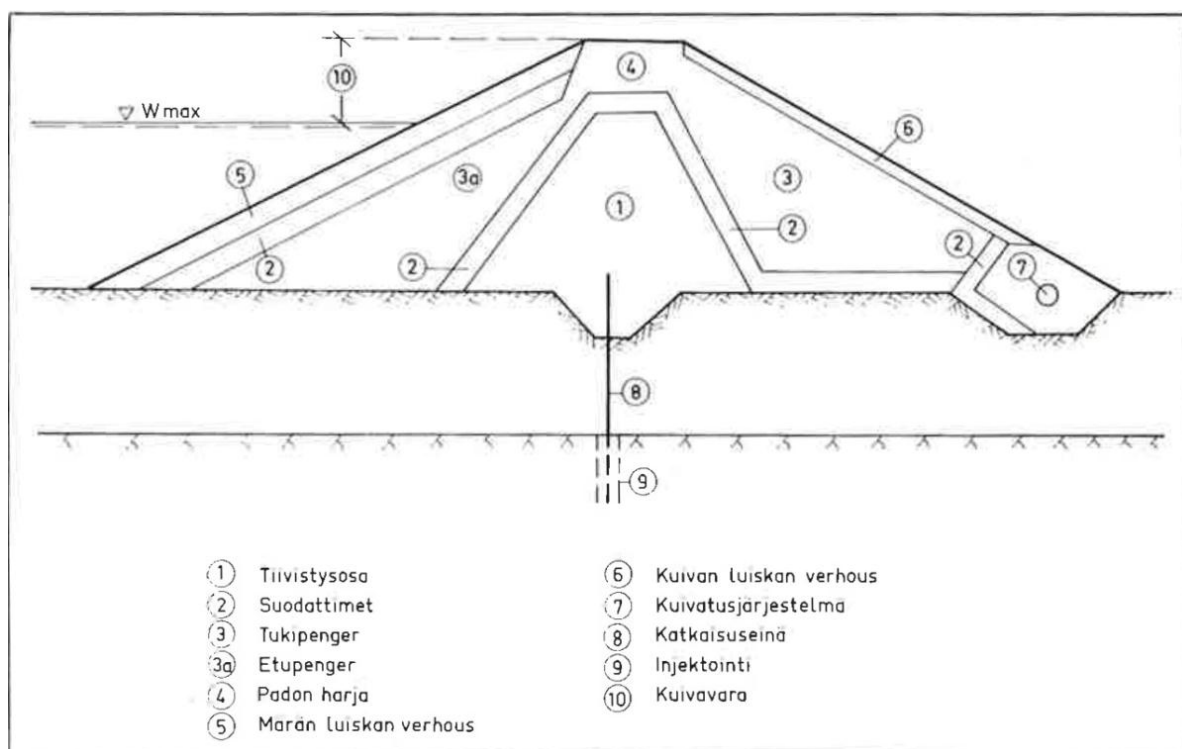 10
4
W max
6
5
3a
3
1
2
2
2
2
7
8
9
1 Tiivistysosa
2 Suodattimet
3 Tukipenger
3a Etupenger
4 Padon harja
5 Märän luiskan verhous
6 Kuivan luiskan verhous
7 Kuivatusjärjestelmä
8 Katkaisuseinä
9 Injektointi
10 Kuivavara